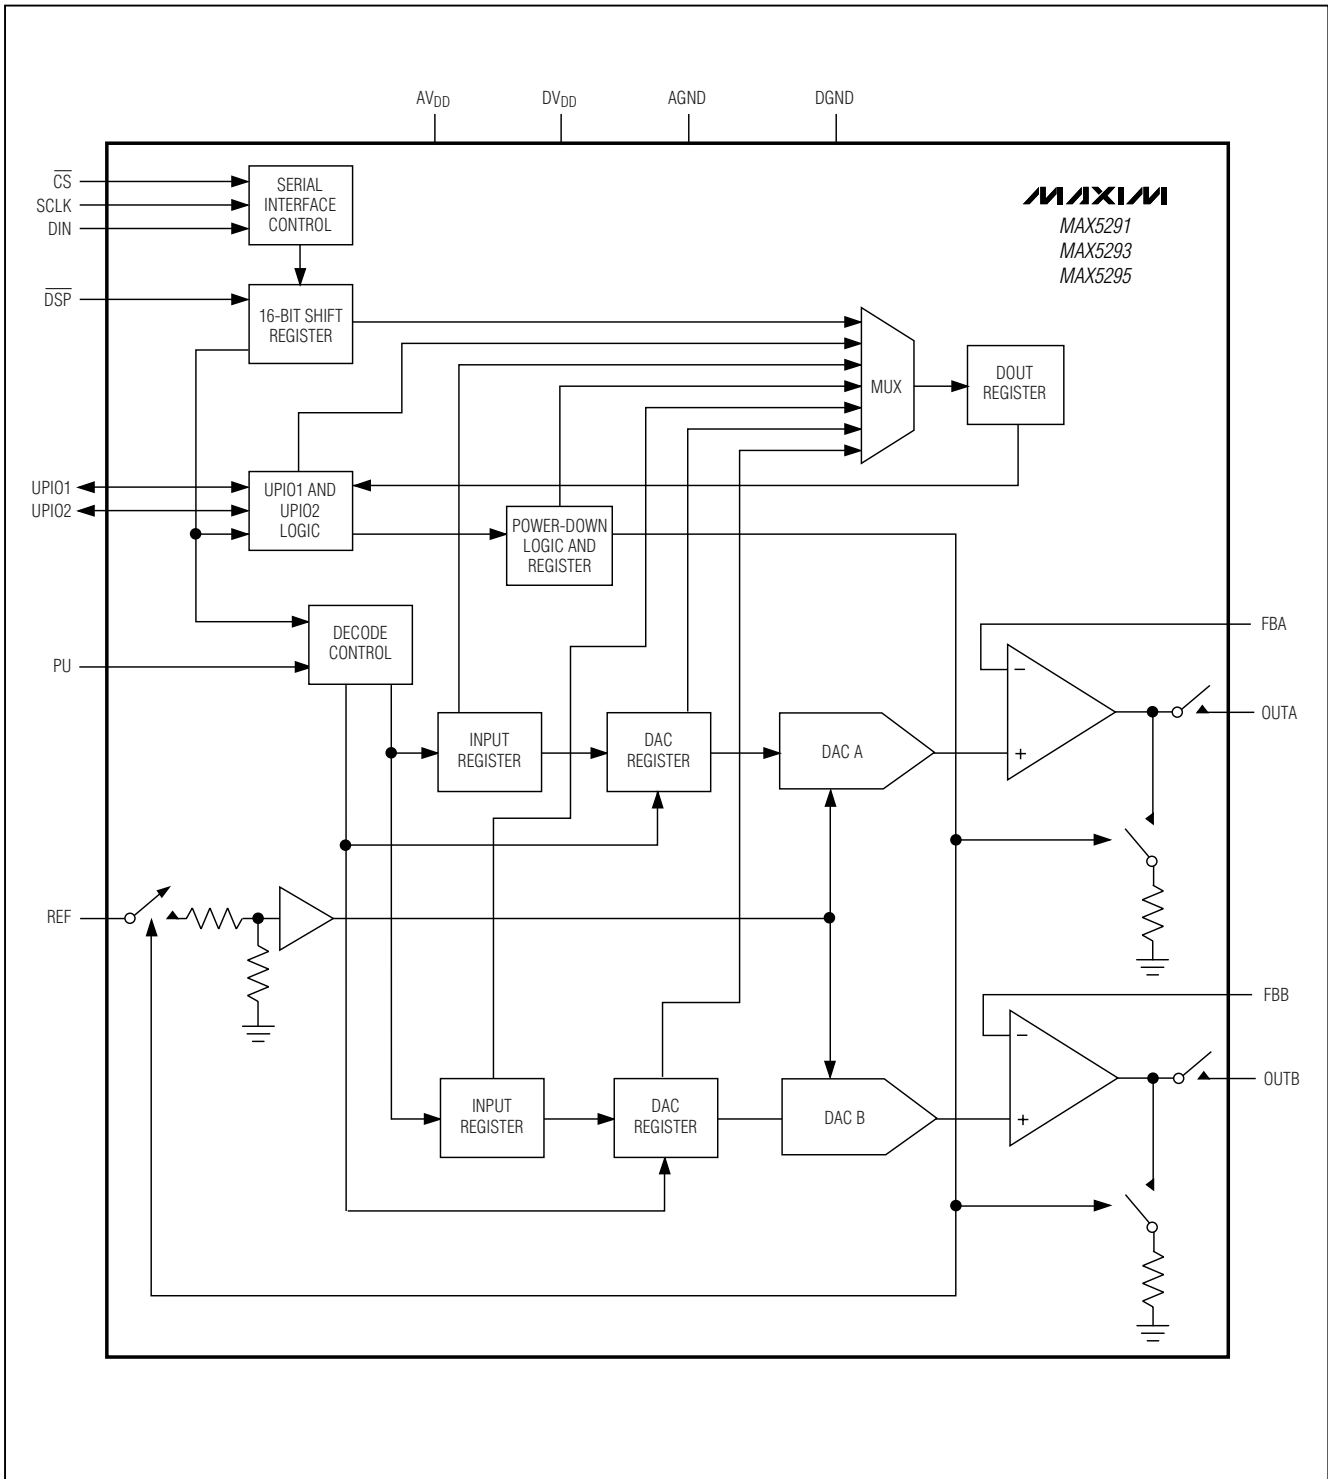 AVDD DVDD AGND DGND
CS
SCLK
DIN
SERIAL
INTERFACE
CONTROL
MAXIM
MAX5291
MAX5293
MAX5295
DSP
16-BIT SHIFT
REGISTER
MUX
DOUT
REGISTER
UPIO1
UPIO2
UPIO1 AND
UPIO2
LOGIC
POWER-DOWN
LOGIC AND
REGISTER
DECODE
CONTROL
PU
FBA
−
+
OUTA
INPUT
REGISTER
DAC
REGISTER
DAC A
REF
FBB
−
+
OUTB
INPUT
REGISTER
DAC
REGISTER
DAC B